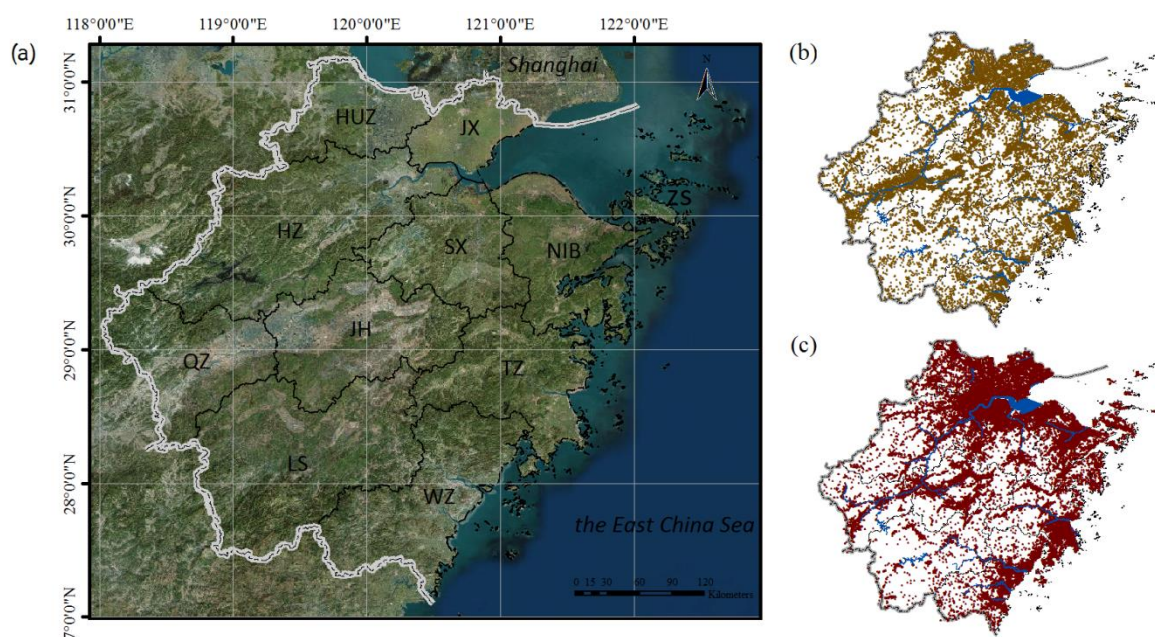 118°0'0"E 119°0'0"E 120°0'0"E 121°0'0"E 122°0'0"E
(a)
(b)
N
Shanghai
31°0'0"N
HUZ
JX
30°0'0"N
ZS
HZ
SX
NIB
29°0'0"N
JH
QZ
TZ
(c)
28°0'0"N
LS
WZ
the East China Sea
0 15 30 60 90 120
Kilometers
7°0'0"N